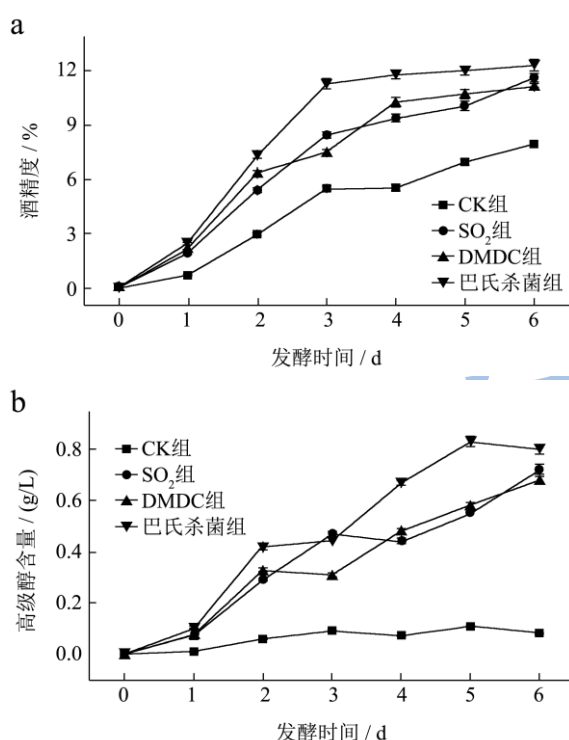 a
12
9
6
3
0
酒精度 / %
CK组
SO₂组
DMDC组
巴氏杀菌组
0 1 2 3 4 5 6
发酵时间 / d
b
0.8
0.6
0.4
0.2
0.0
高级醇含量 / (g/L)
CK组
SO₂组
DMDC组
巴氏杀菌组
0 1 2 3 4 5 6
发酵时间 / d